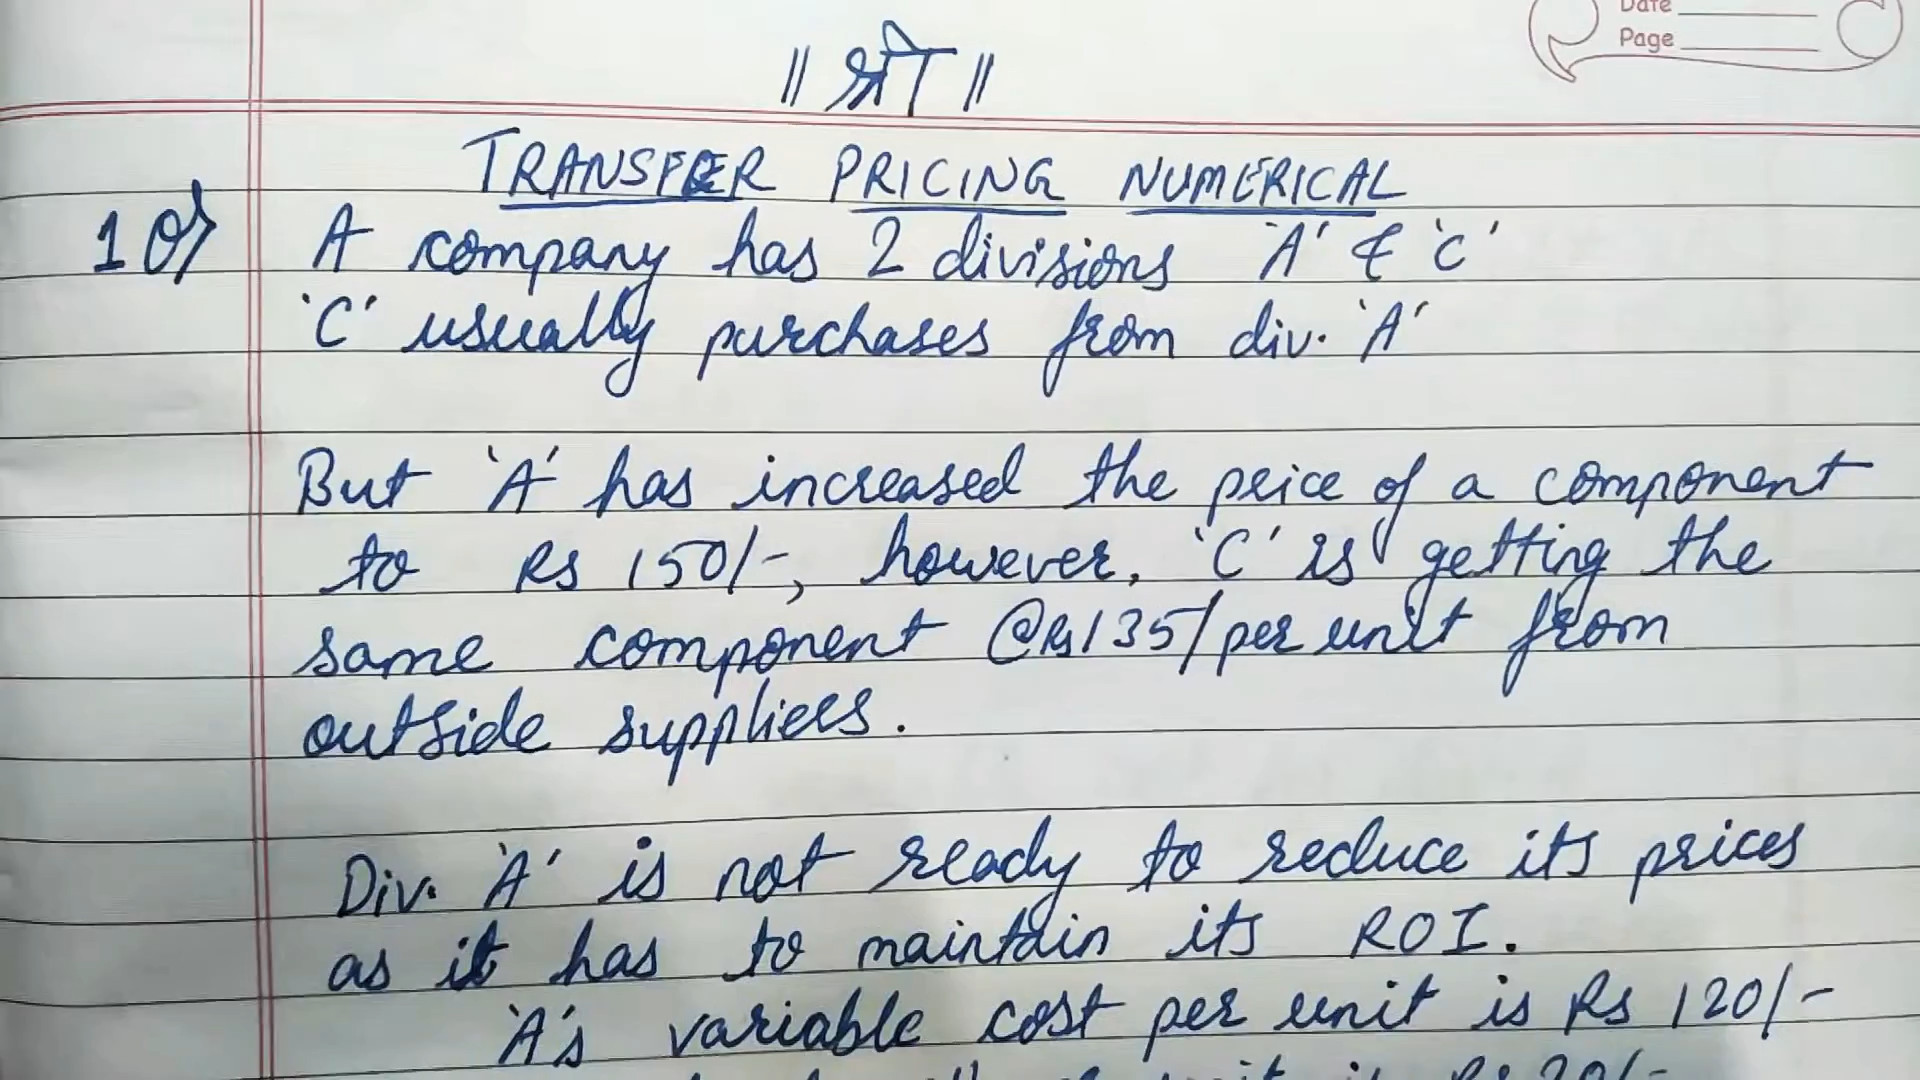 Date
Page
॥ श्री ॥
TRANSFER PRICING NUMERICAL
1 Q> A company has 2 divisions 'A' & 'C'
'C' usually purchases from div. 'A'
But 'A' has increased the price of a component
to Rs 150/-, however, 'C' is getting the
same component @Rs135/per unit from
outside suppliers.
Div. 'A' is not ready to reduce its prices
as it has to maintain its ROI.
'A's variable cost per unit is Rs 120/-